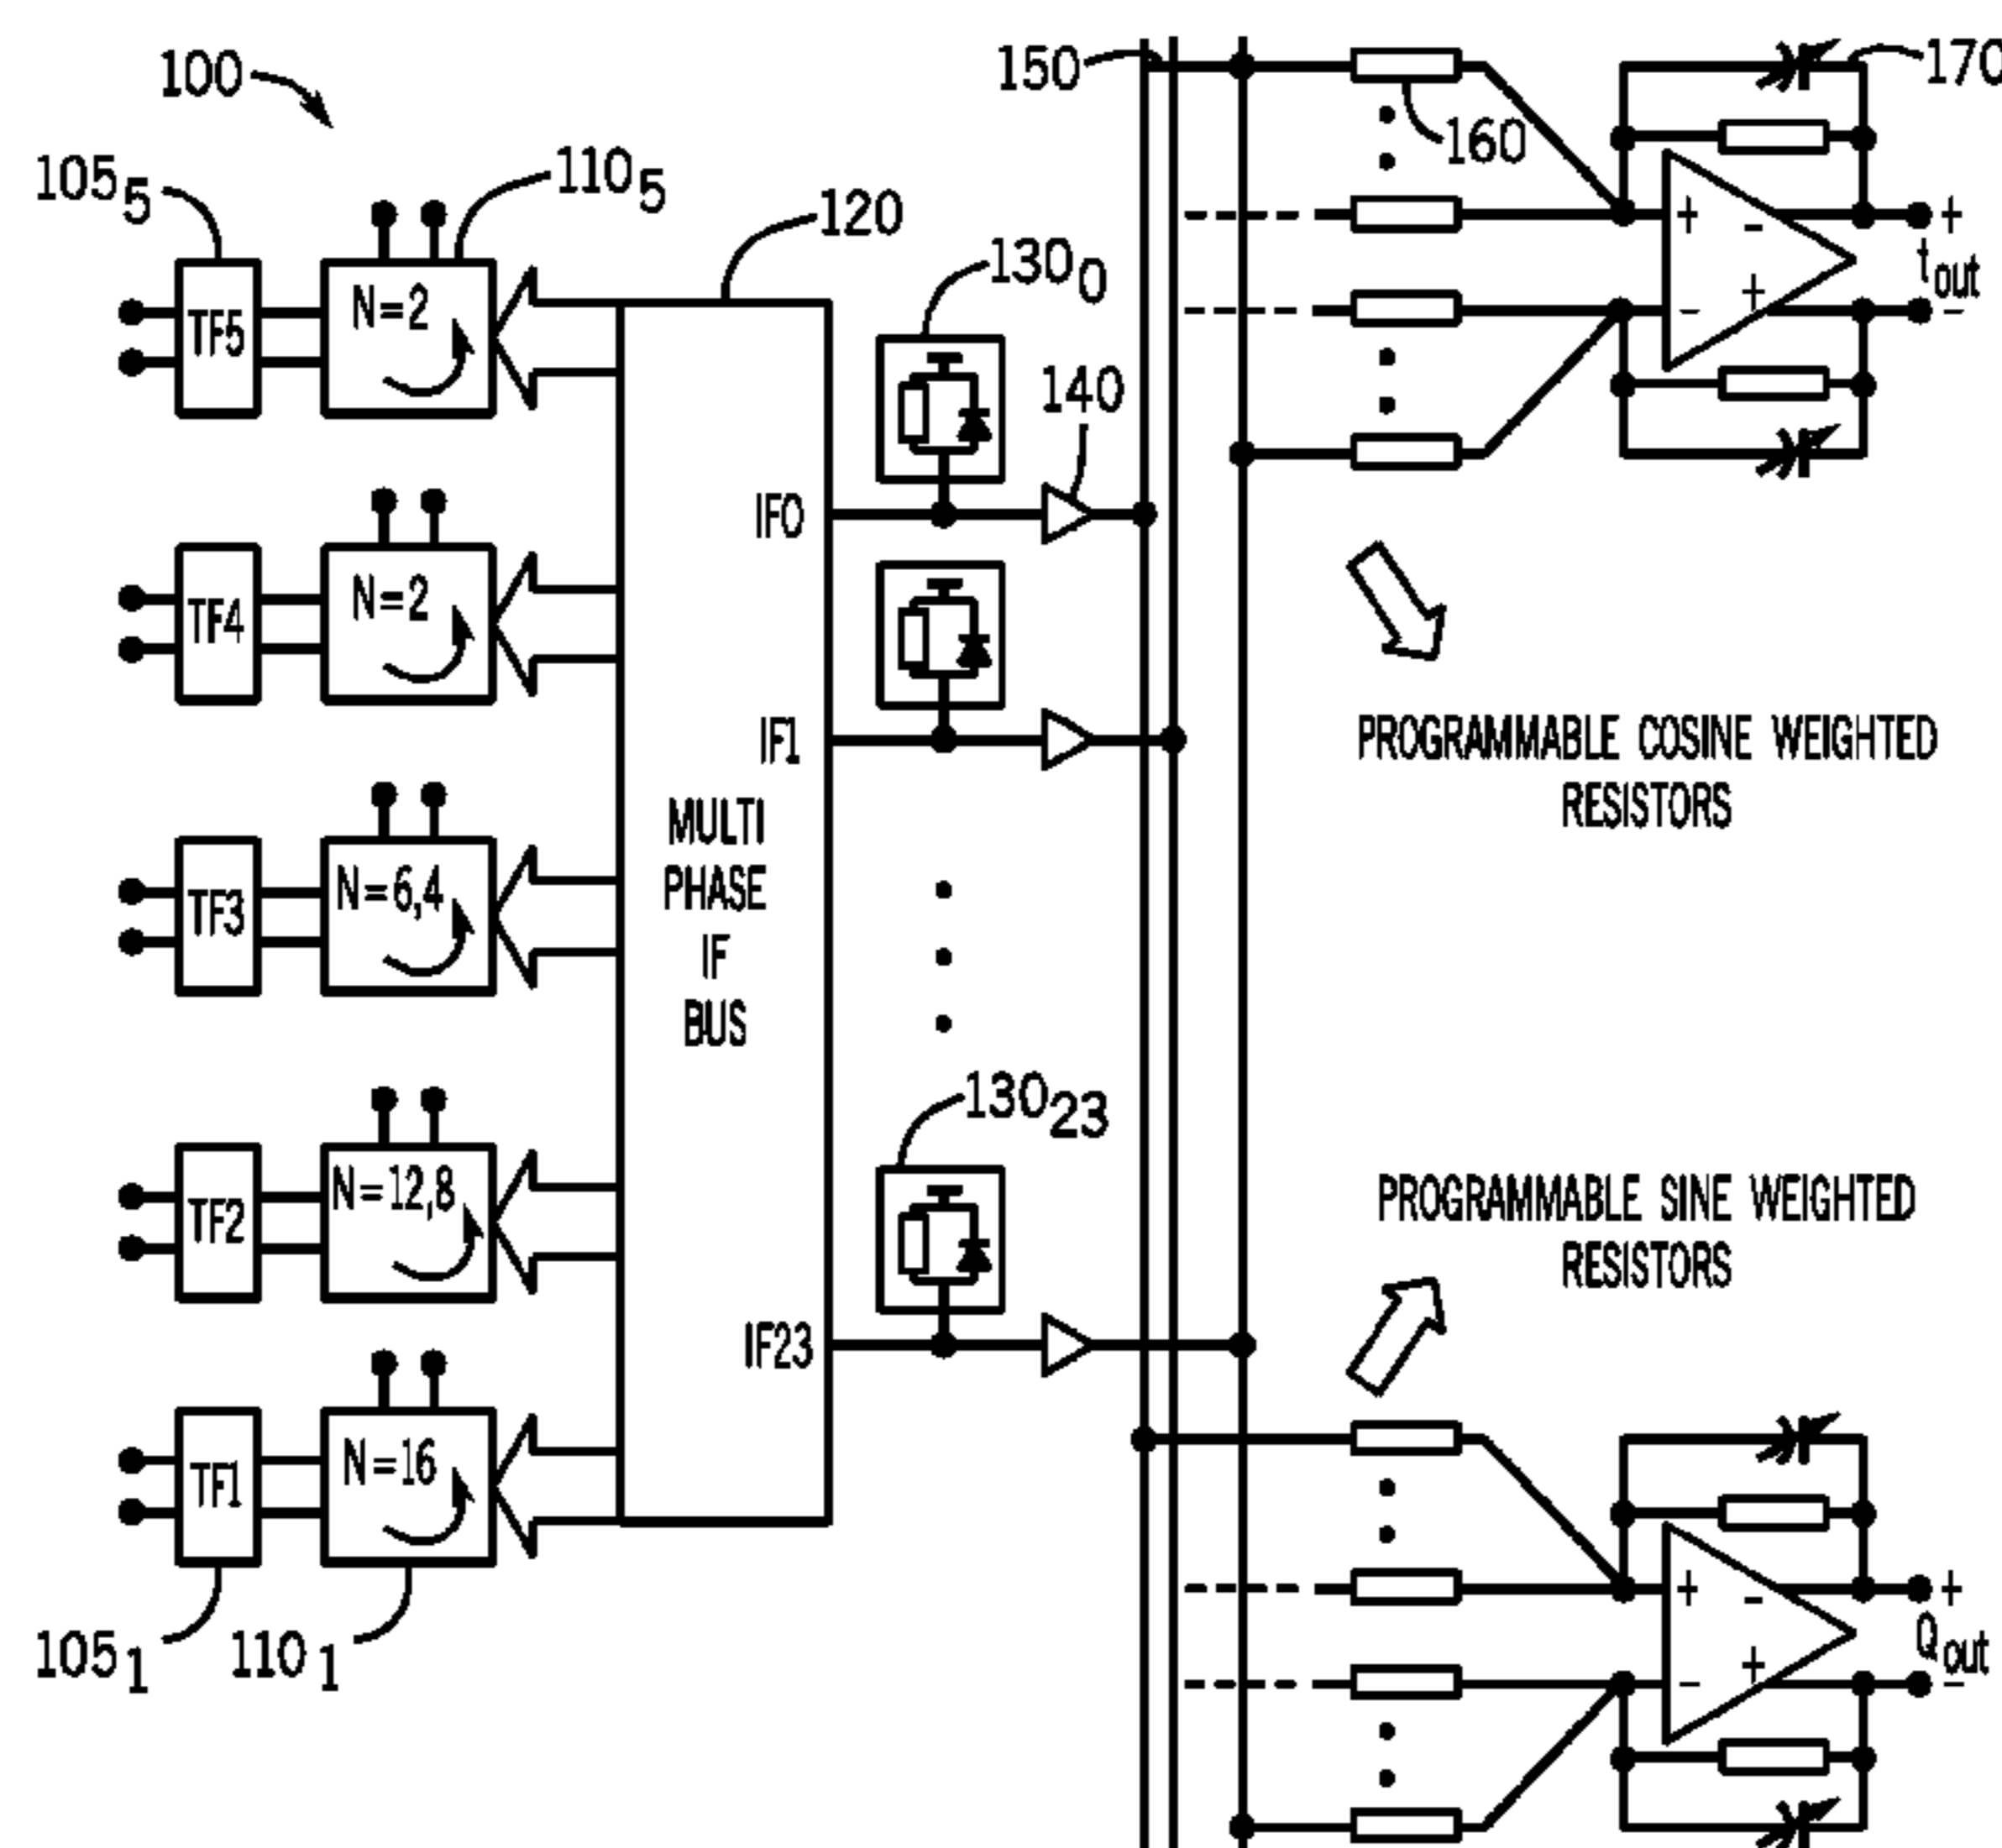 100
150
170
160
105 5
110 5
120
130 0
140
TF5
N=2
+
-
+
-
+
-
tout
IF0
TF4
N=2
IF1
PROGRAMMABLE COSINE WEIGHTED
RESISTORS
TF3
N=6,4
MULTI
PHASE
IF
BUS
130 23
TF2
N=12,8
PROGRAMMABLE SINE WEIGHTED
RESISTORS
IF23
TF1
N=16
+
-
+
-
+
-
Qout
105 1
110 1